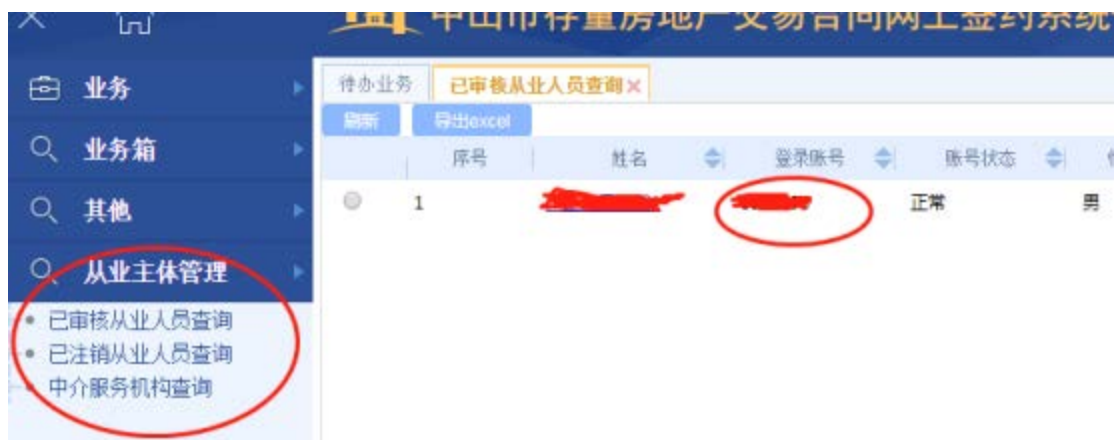 中山市存量房地产交易合同网上签约系统
业务
业务箱
其他
从业主体管理
已审核从业人员查询
已注销从业人员查询
中介服务机构查询
待办业务 已审核从业人员查询
刷新 导出excel
序号 姓名 登录账号 账号状态
1 正常 男